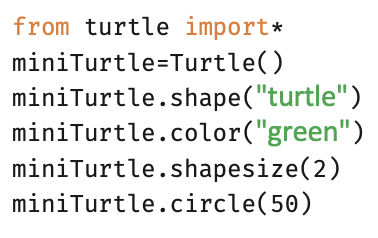 from turtle import*
miniTurtle=Turtle()
miniTurtle.shape("turtle")
miniTurtle.color("green")
miniTurtle.shapesize(2)
miniTurtle.circle(50)